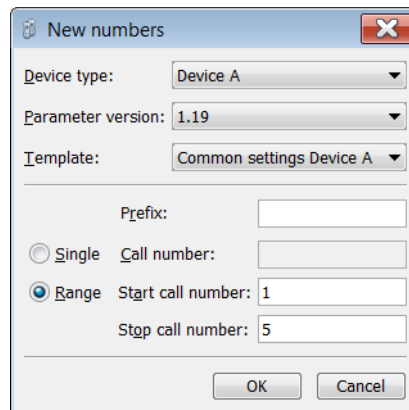 New numbers
Device type: Device A
Parameter version: 1.19
Template: Common settings Device A
Prefix:
Single Call number:
Range Start call number: 1
Stop call number: 5
OK Cancel